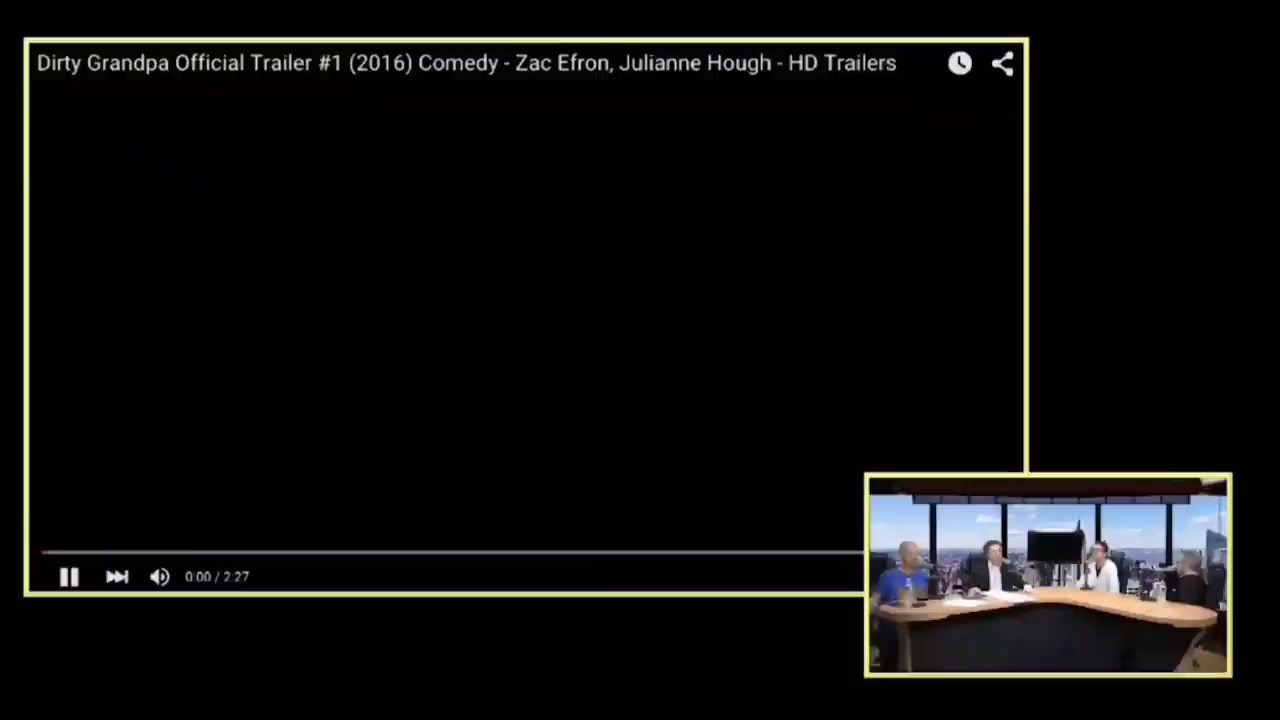 Dirty Grandpa Official Trailer #1 (2016) Comedy - Zac Efron, Julianne Hough - HD Trailers
0:00 / 2:27